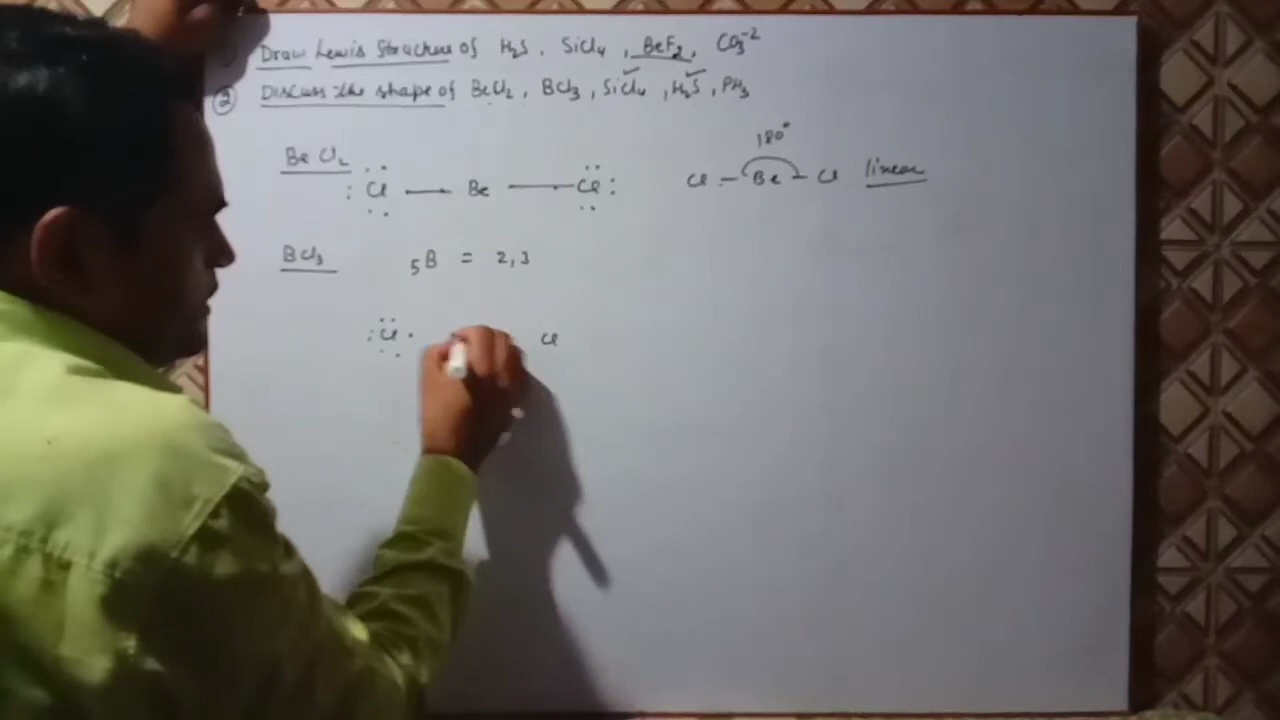 ① Draw Lewis Structure of H₂S, SiCl₄, BeF₂, CO₃⁻²
② Discuss the shape of BeCl₂, BCl₃, SiCl₄, H₂S, PH₃
BeCl₂
:Cl — Be — Cl:
180°
Cl — Be — Cl linear
BCl₃ ₅B = 2,3
:Cl· Cl